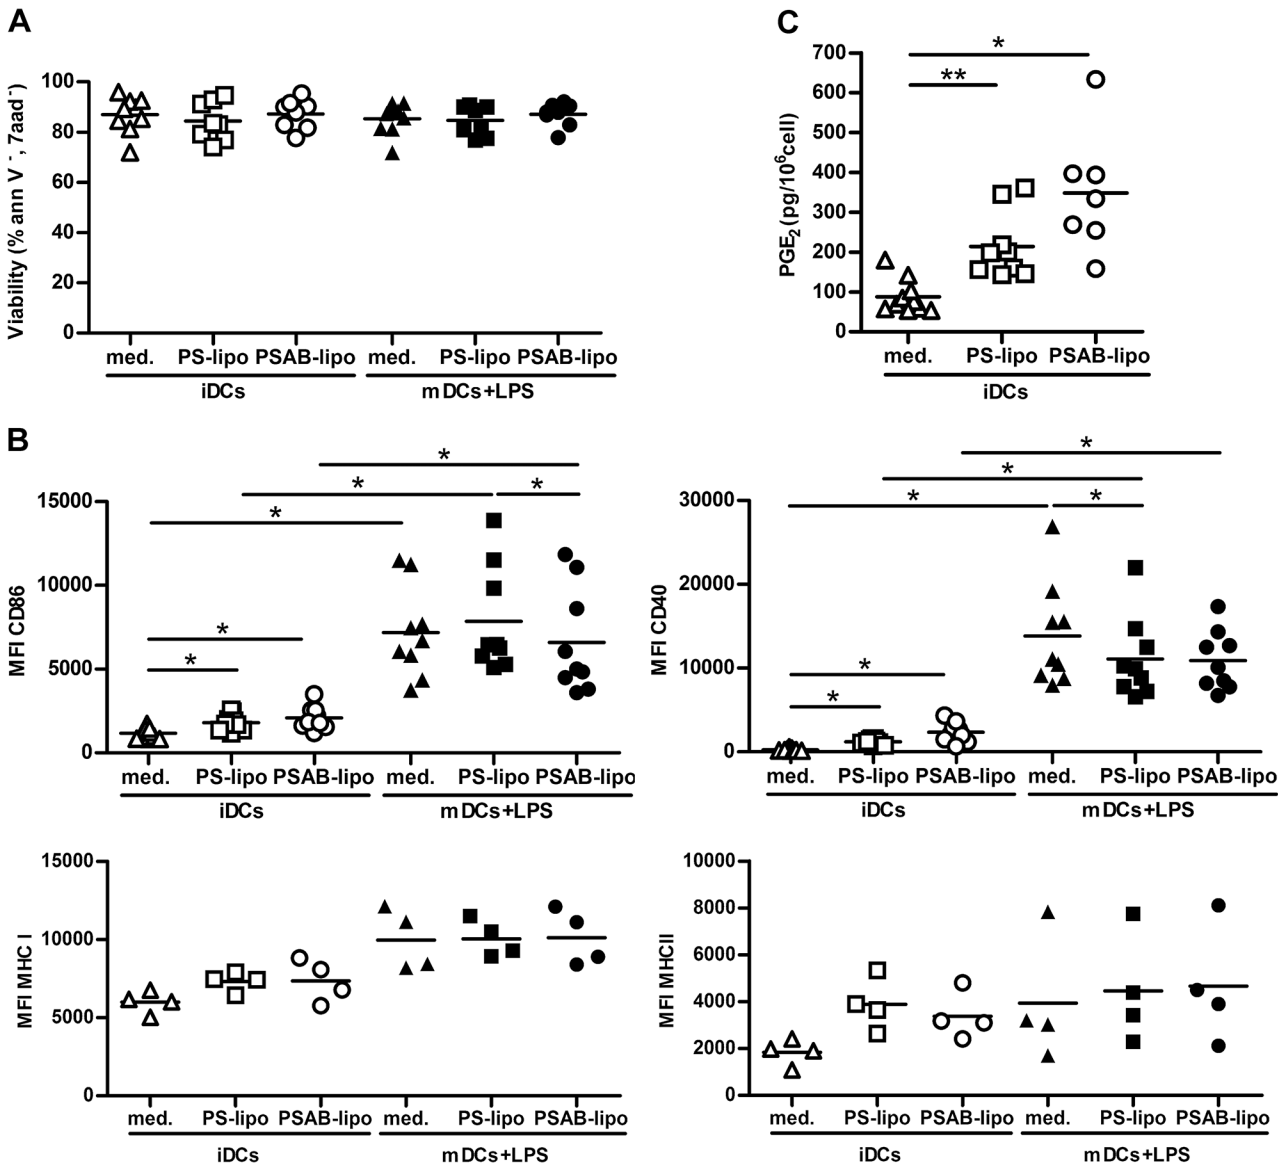 A
Viability (% ann V -, 7aad-)
100
80
60
40
20
0
med. PS-lipo PSAB-lipo med. PS-lipo PSAB-lipo
iDCs mDCs+LPS
C
PGE2 (pg/10^6cell)
700
600
500
400
300
200
100
0
*
**
med. PS-lipo PSAB-lipo
iDCs
B
MFI CD86
15000
10000
5000
0
*
*
*
*
*
*
med. PS-lipo PSAB-lipo med. PS-lipo PSAB-lipo
iDCs mDCs+LPS
MFI CD40
30000
20000
10000
0
*
*
*
*
*
*
med. PS-lipo PSAB-lipo med. PS-lipo PSAB-lipo
iDCs mDCs+LPS
MFI MHC I
15000
10000
5000
0
med. PS-lipo PSAB-lipo med. PS-lipo PSAB-lipo
iDCs mDCs+LPS
MFI MHCII
10000
8000
6000
4000
2000
0
med. PS-lipo PSAB-lipo med. PS-lipo PSAB-lipo
iDCs mDCs+LPS